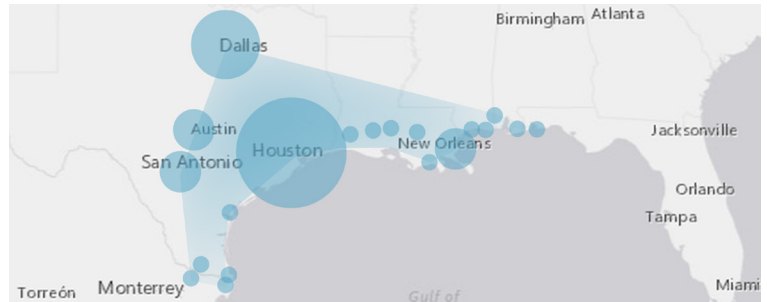 Birmingham
Atlanta
Dallas
Austin
Jacksonville
New Orleans
Houston
San Antonio
Orlando
Tampa
Miami
Torreón
Monterrey
Gulf of